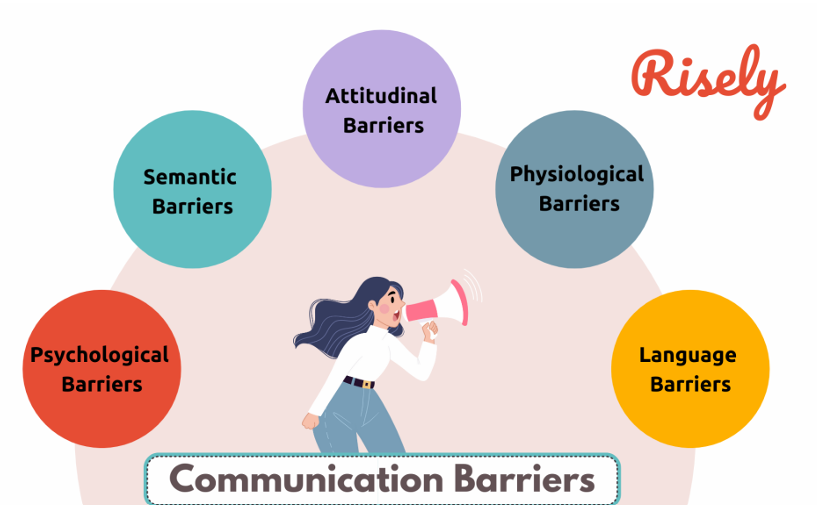 Risely
Attitudinal
Barriers
Semantic
Barriers
Physiological
Barriers
Psychological
Barriers
Language
Barriers
Communication Barriers